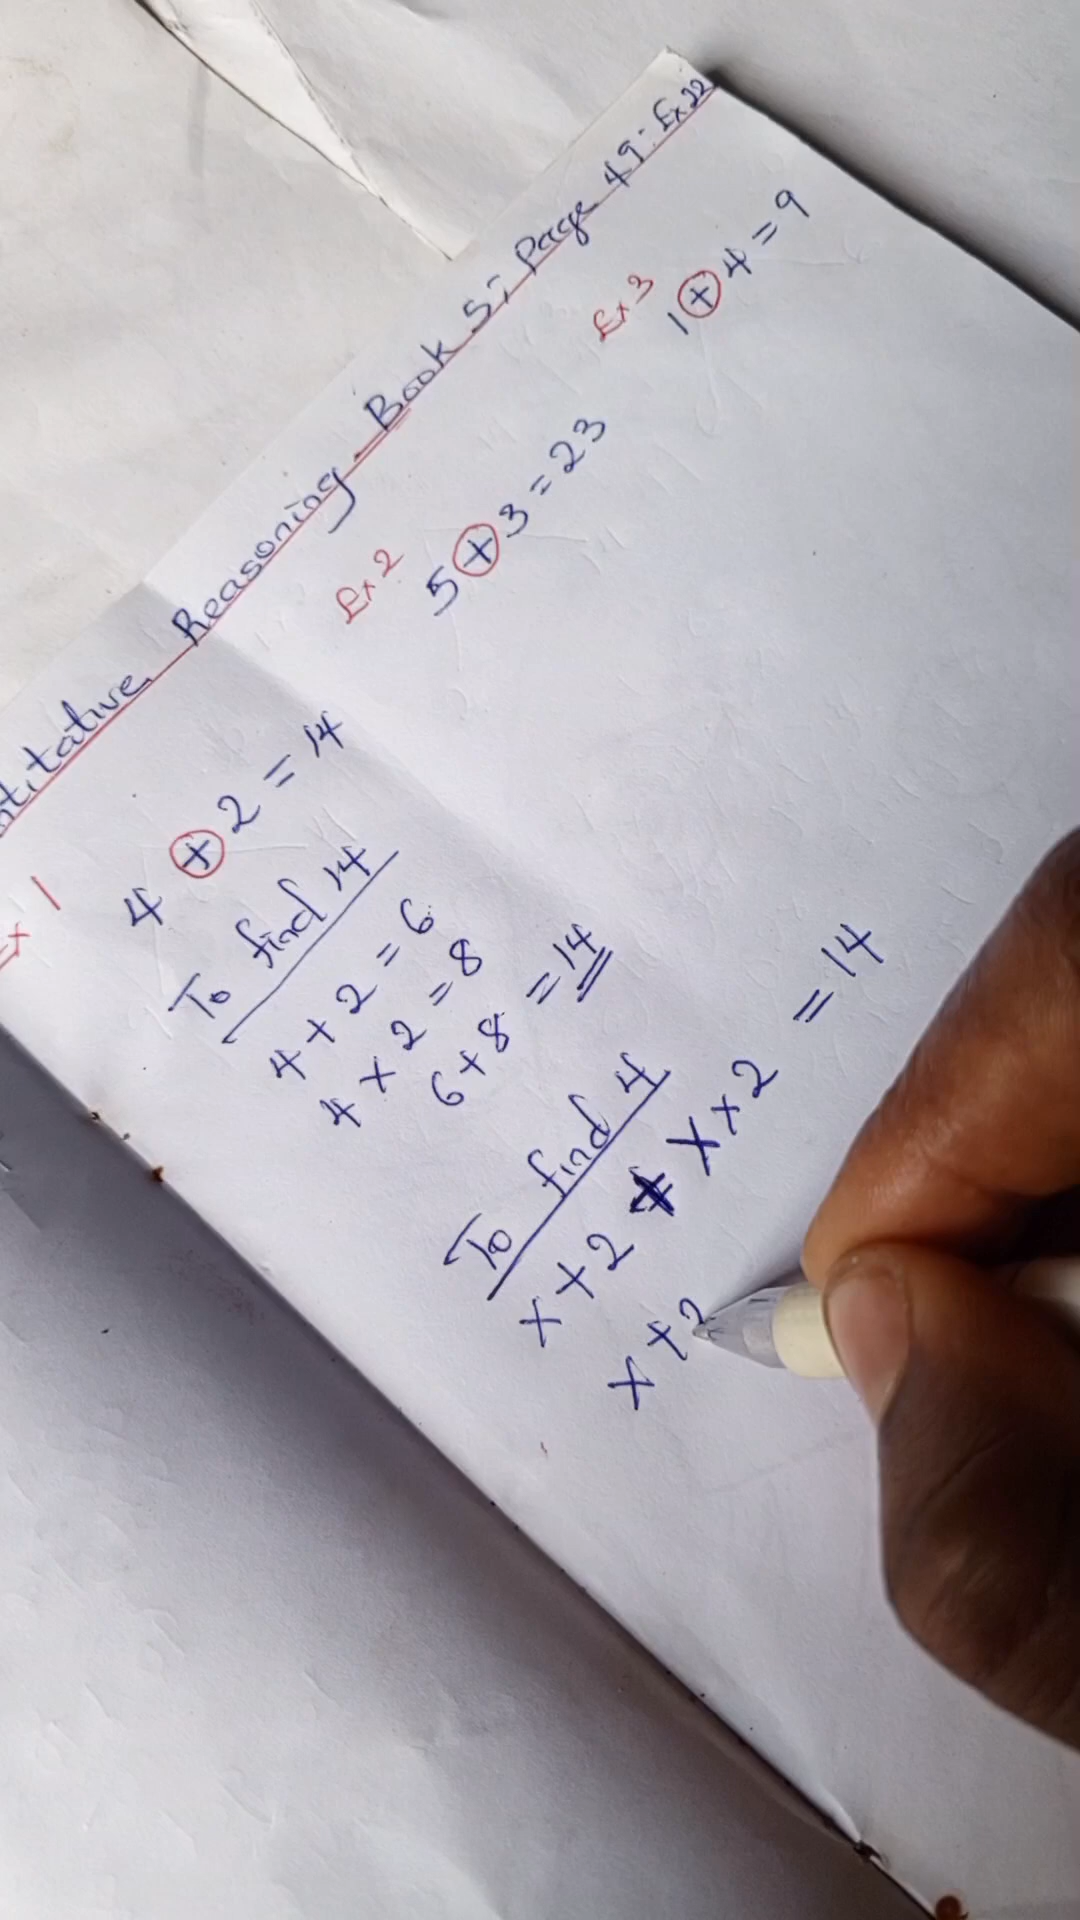 Reasoning - Book 5; Page 49: Ex 22
Ex 1
4 + 2 = 14
To find 14
4 + 2 = 6
4 x 2 = 8
6 + 8 = 14
To find 4
x + 2 + x x 2 = 14
x + 2
Ex 2
5 + 3 = 23
Ex 3
1 + 4 = 9